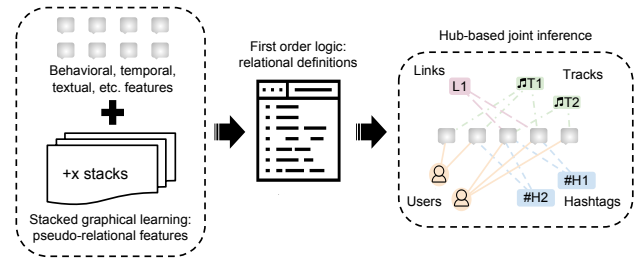 Behavioral, temporal,
textual, etc. features
+x stacks
Stacked graphical learning:
pseudo-relational features
First order logic:
relational definitions
Hub-based joint inference
Links
L1
T1
Tracks
T2
Users
#H2
#H1
Hashtags